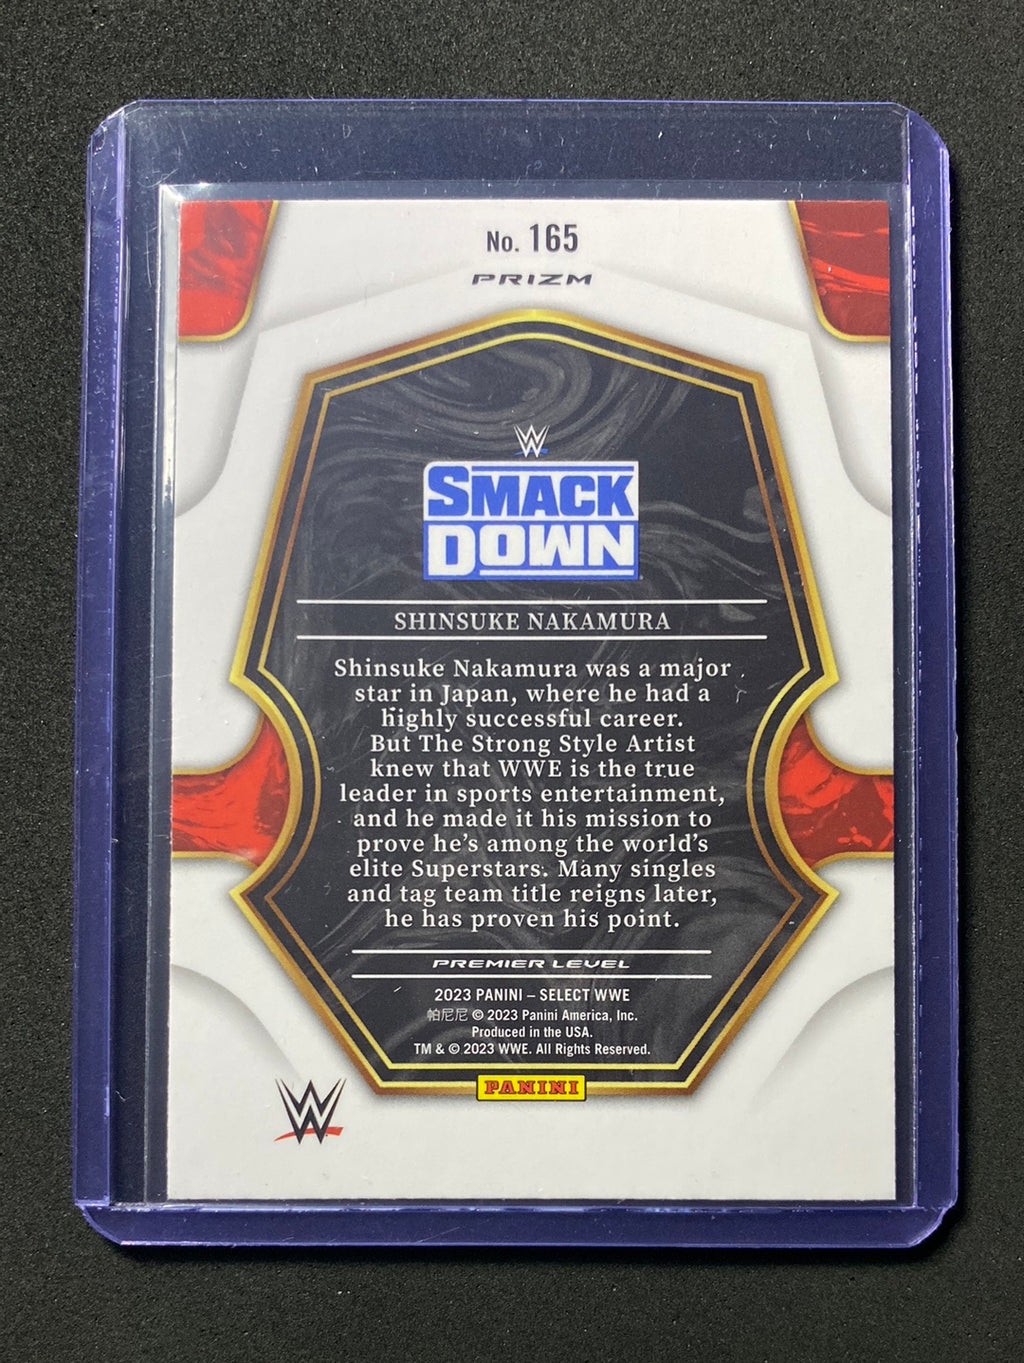 No. 165
PRIZM
W
SMACK
DOWN
SHINSUKE NAKAMURA
Shinsuke Nakamura was a major
star in Japan, where he had a
highly successful career.
But The Strong Style Artist
knew that WWE is the true
leader in sports entertainment,
and he made it his mission to
prove he's among the world's
elite Superstars. Many singles
and tag team title reigns later,
he has proven his point.
PREMIER LEVEL
2023 PANINI – SELECT WWE
帕尼尼 © 2023 Panini America, Inc.
Produced in the USA.
TM & © 2023 WWE. All Rights Reserved.
PANINI
W